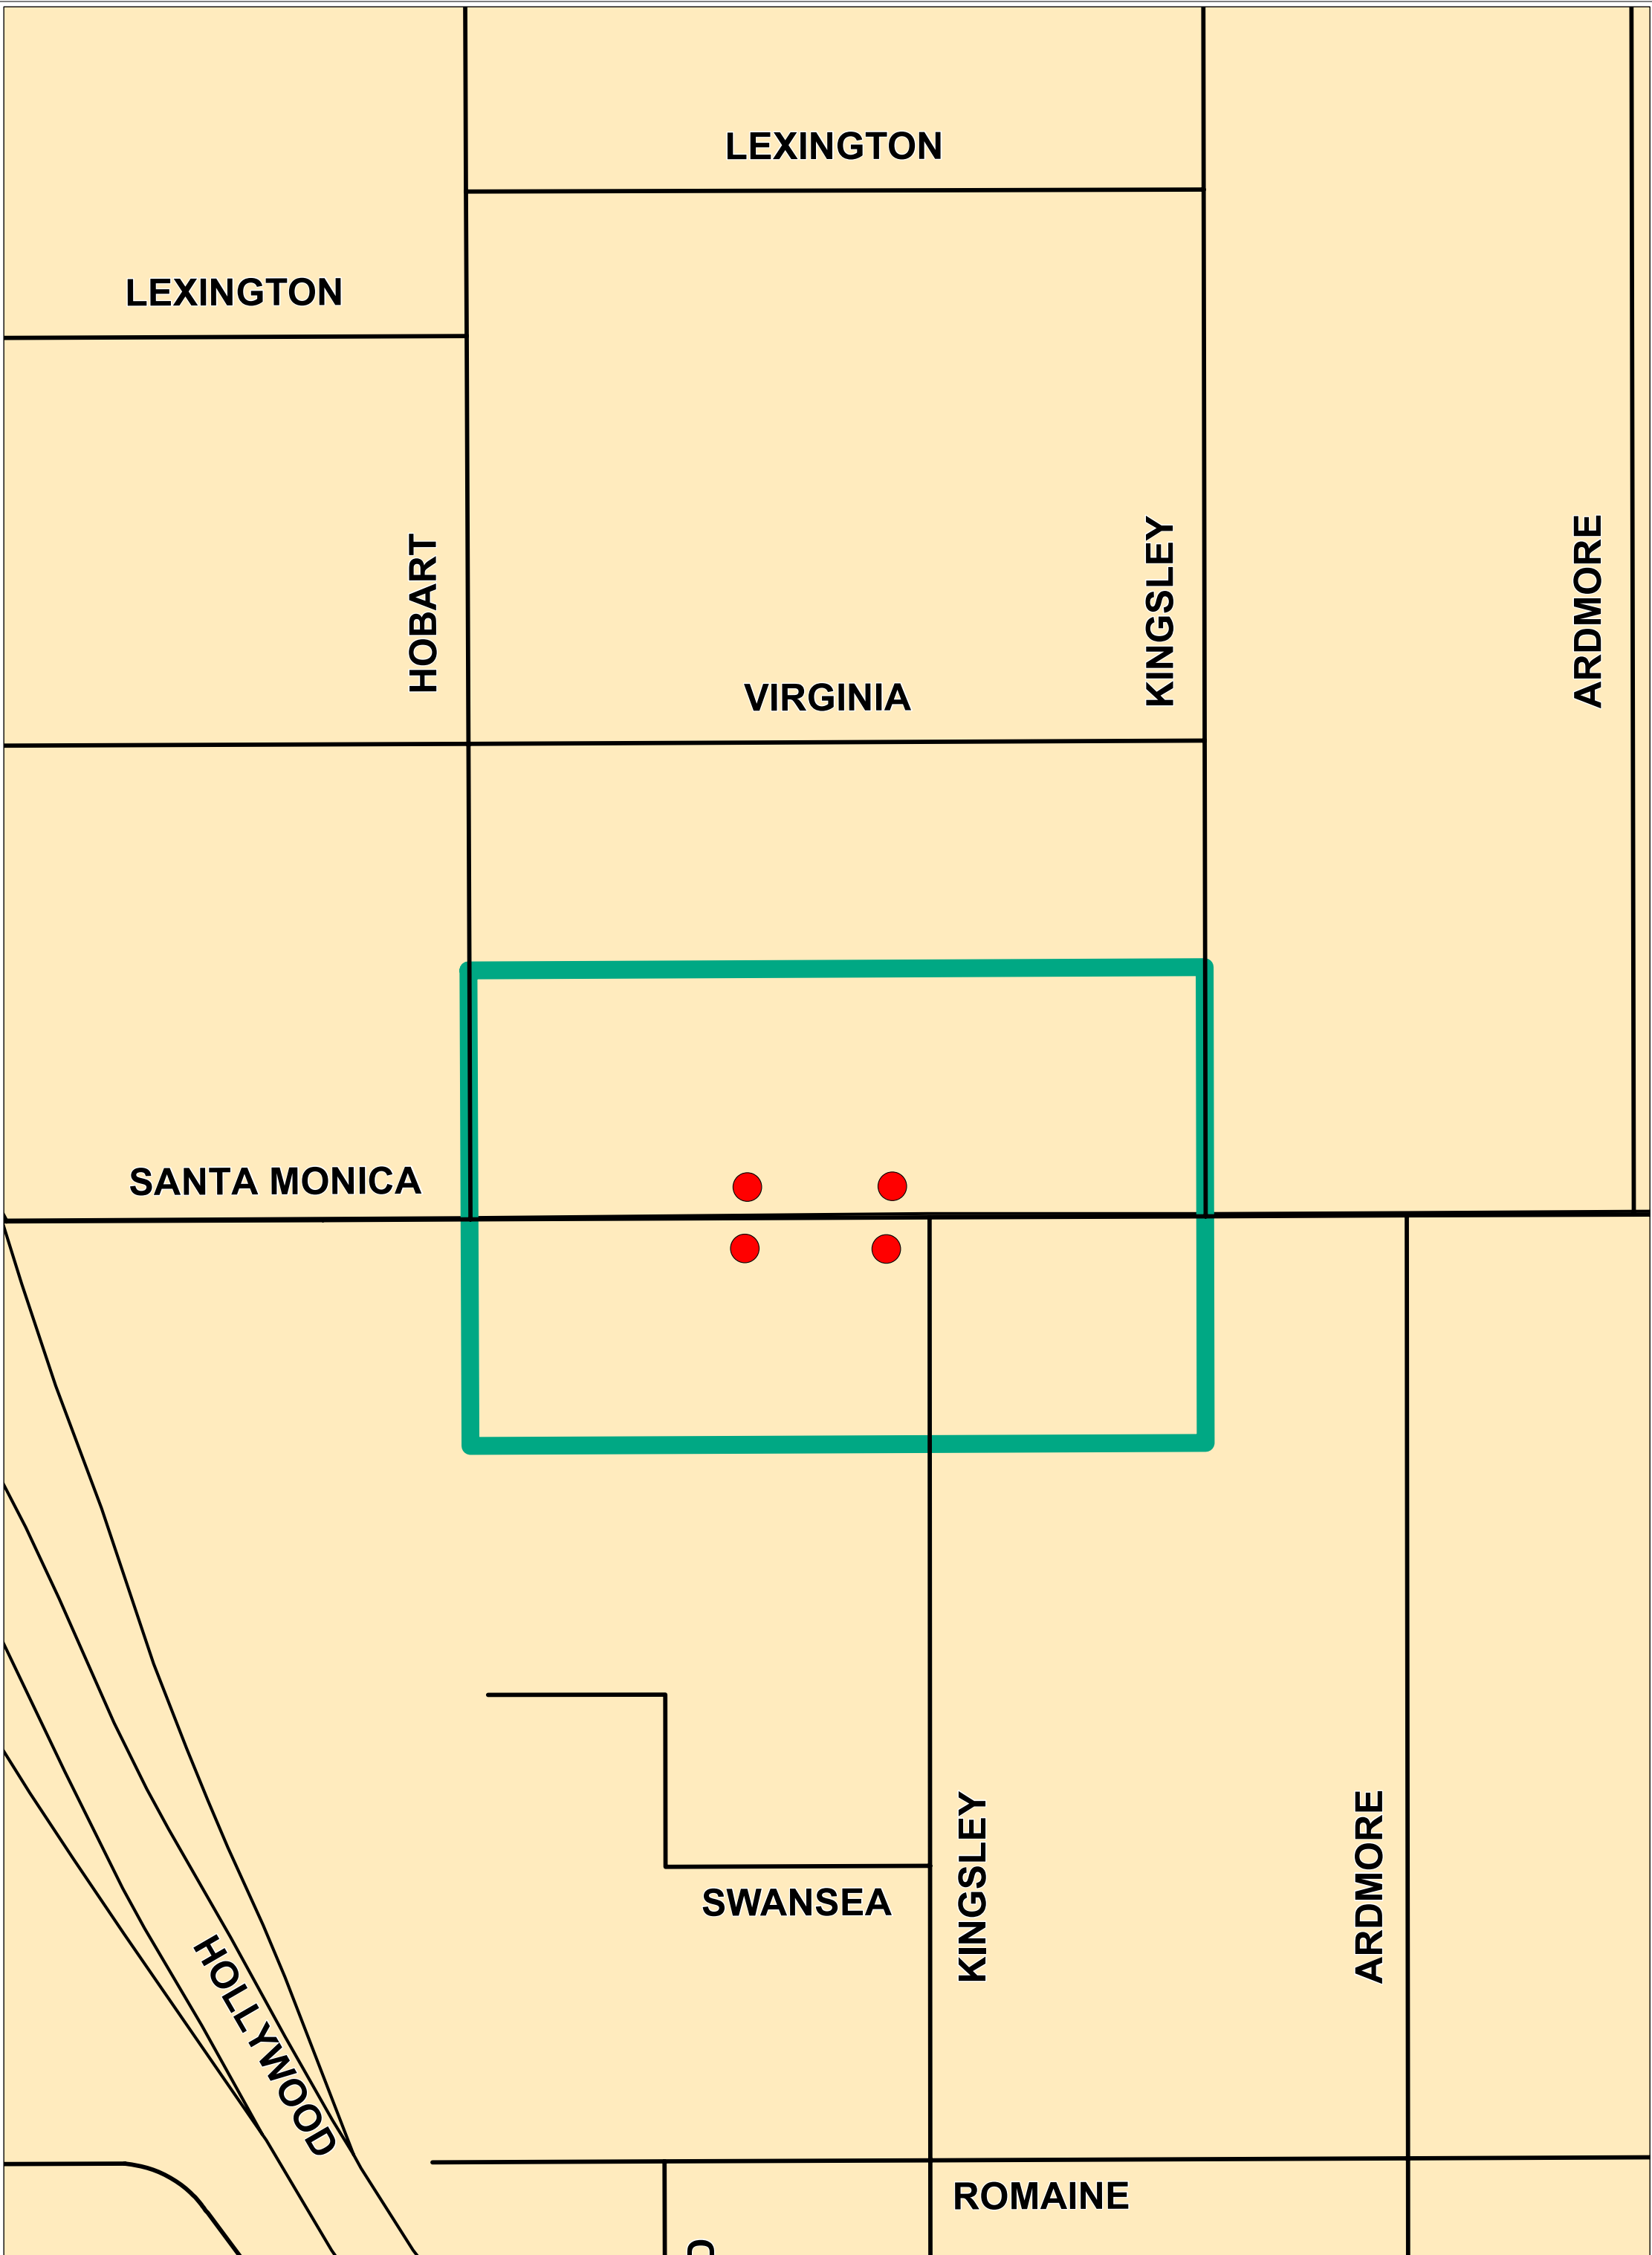 LEXINGTON
LEXINGTON
HOBART
KINGSLEY
ARDMORE
VIRGINIA
SANTA MONICA
SWANSEA
KINGSLEY
ARDMORE
HOLLYWOOD
ROMAINE